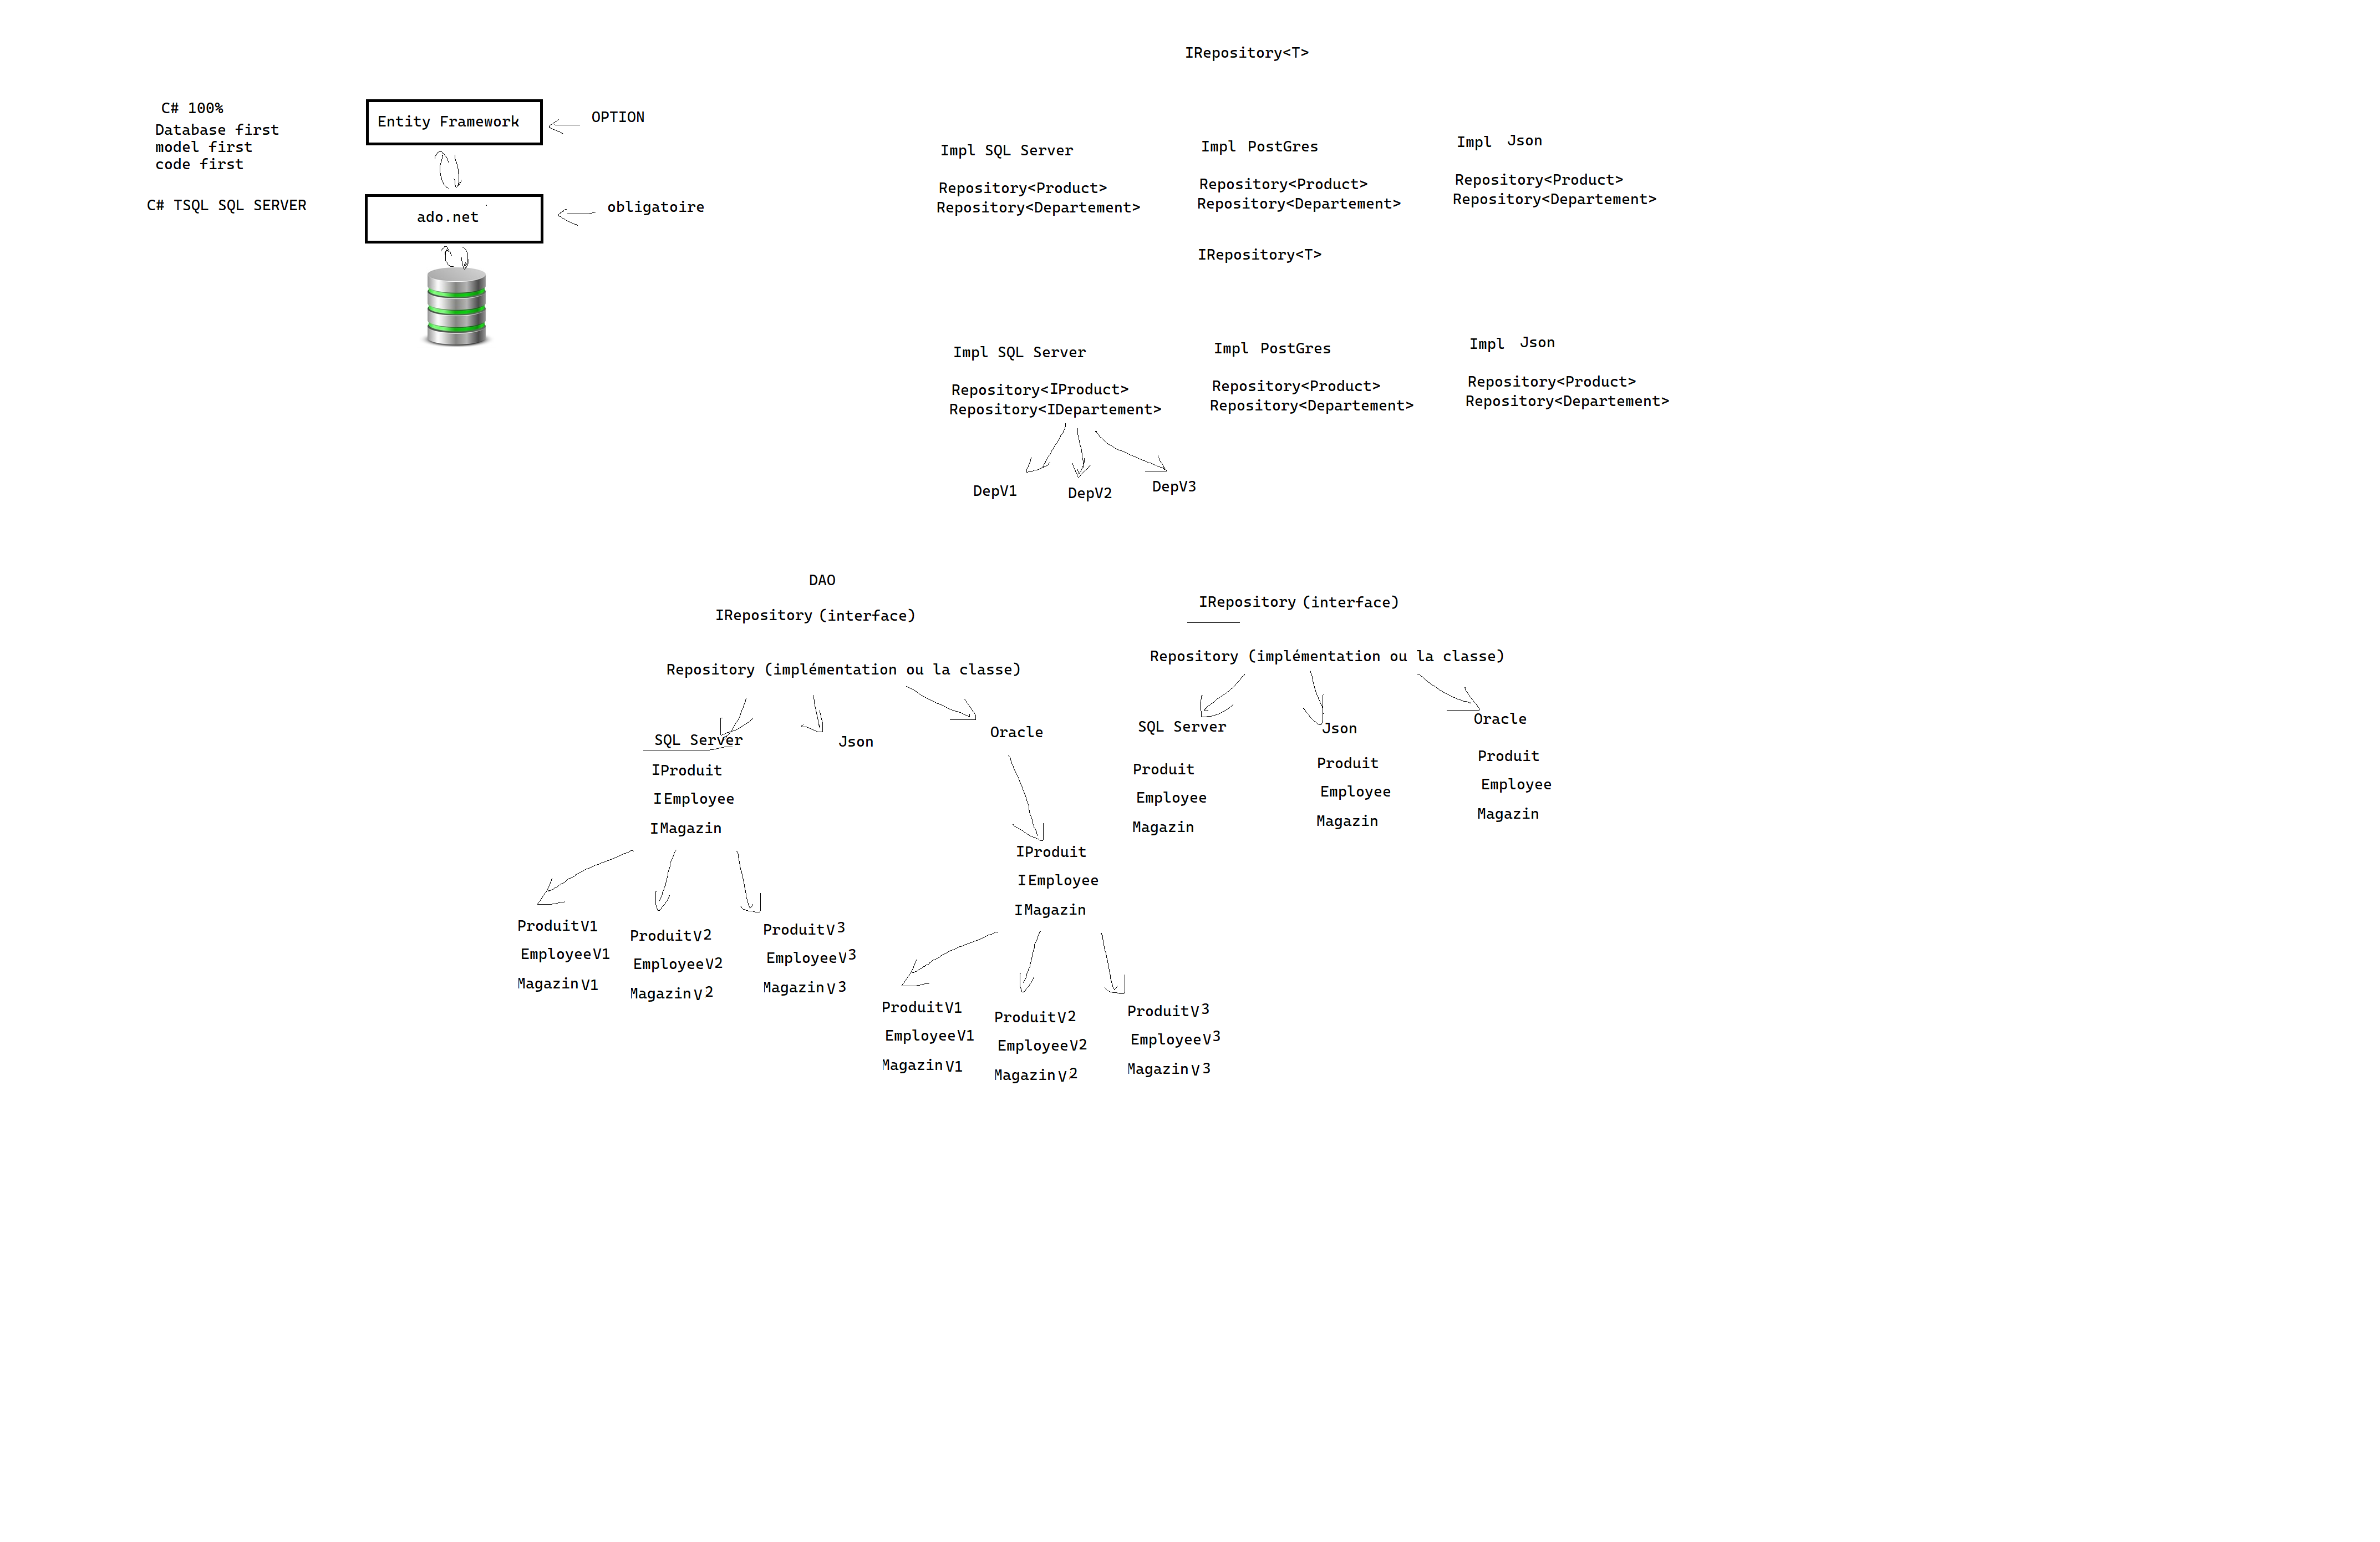 IRepository<T>
C# 100%
Database first
model first
code first
Entity Framework
OPTION
C# TSQL SQL SERVER
ado.net
obligatoire
Impl SQL Server
Repository<Product>
Repository<Departement>
Impl PostGres
Repository<Product>
Repository<Departement>
Impl Json
Repository<Product>
Repository<Departement>
IRepository<T>
Impl SQL Server
Repository<IProduct>
Repository<IDepartement>
Impl PostGres
Repository<Product>
Repository<Departement>
Impl Json
Repository<Product>
Repository<Departement>
DepV1
DepV2
DepV3
DAO
IRepository (interface)
Repository (implémentation ou la classe)
SQL Server
Json
Oracle
IProduit
IEmployee
IMagazin
ProduitV1
EmployeeV1
MagazinV1
ProduitV2
EmployeeV2
MagazinV2
ProduitV3
EmployeeV3
MagazinV3
IProduit
IEmployee
IMagazin
ProduitV1
EmployeeV1
MagazinV1
ProduitV2
EmployeeV2
MagazinV2
ProduitV3
EmployeeV3
MagazinV3
IRepository (interface)
Repository (implémentation ou la classe)
SQL Server
Produit
Employee
Magazin
Json
Produit
Employee
Magazin
Oracle
Produit
Employee
Magazin